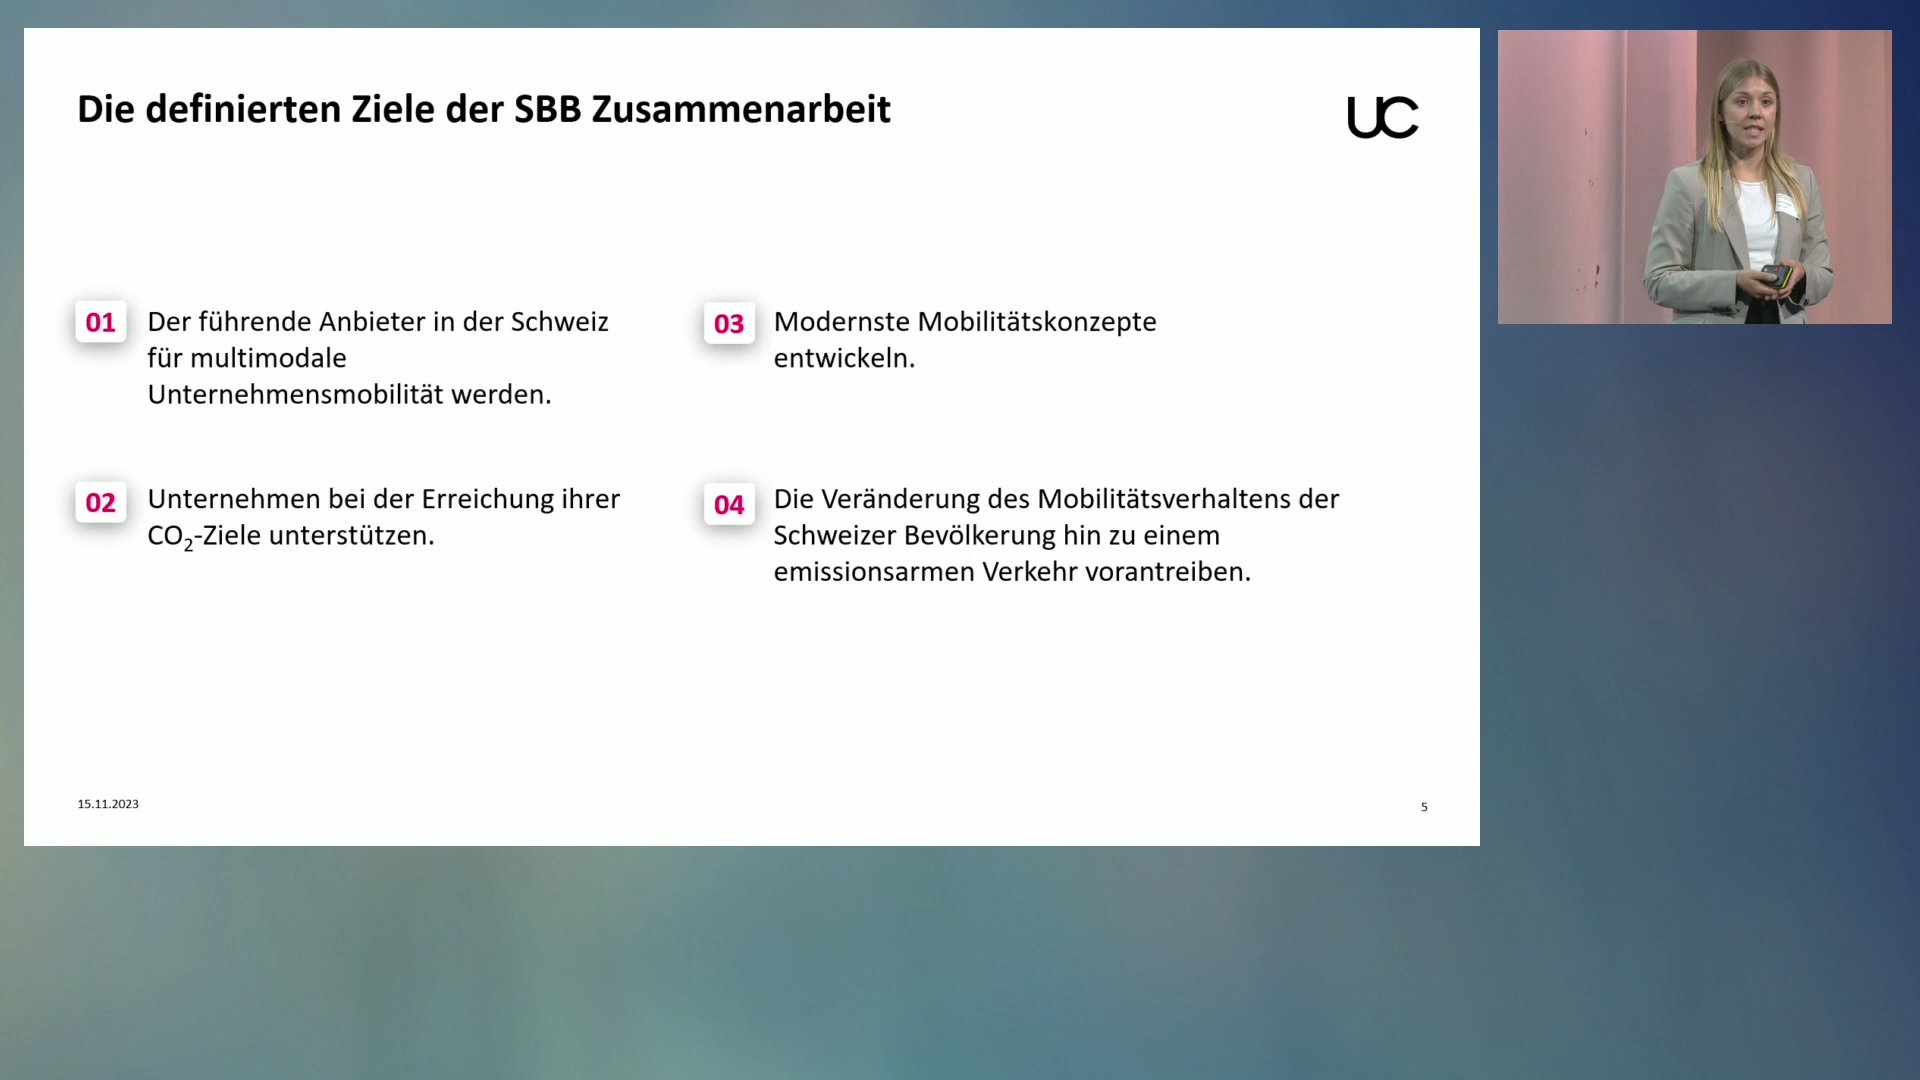 Die definierten Ziele der SBB Zusammenarbeit
UC
01
Der führende Anbieter in der Schweiz
für multimodale
Unternehmensmobilität werden.
02
Unternehmen bei der Erreichung ihrer
CO₂-Ziele unterstützen.
03
Modernste Mobilitätskonzepte
entwickeln.
04
Die Veränderung des Mobilitätsverhaltens der
Schweizer Bevölkerung hin zu einem
emissionsarmen Verkehr vorantreiben.
15.11.2023
5